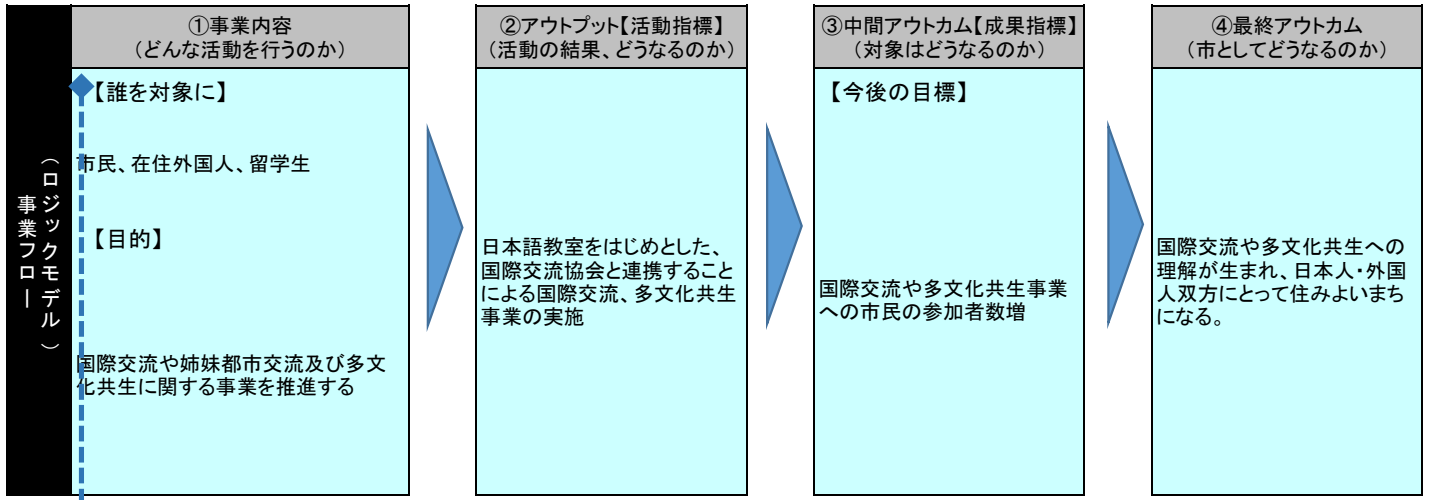 事業フロー
（ロジックモデル）
①事業内容
（どんな活動を行うのか）
【誰を対象に】
市民、在住外国人、留学生
【目的】
国際交流や姉妹都市交流及び多文
化共生に関する事業を推進する
②アウトプット【活動指標】
（活動の結果、どうなるのか）
日本語教室をはじめとした、
国際交流協会と連携すること
による国際交流、多文化共生
事業の実施
③中間アウトカム【成果指標】
（対象はどうなるのか）
【今後の目標】
国際交流や多文化共生事業
への市民の参加者数増
④最終アウトカム
（市としてどうなるのか）
国際交流や多文化共生への
理解が生まれ、日本人・外国
人双方にとって住みよいまち
になる。